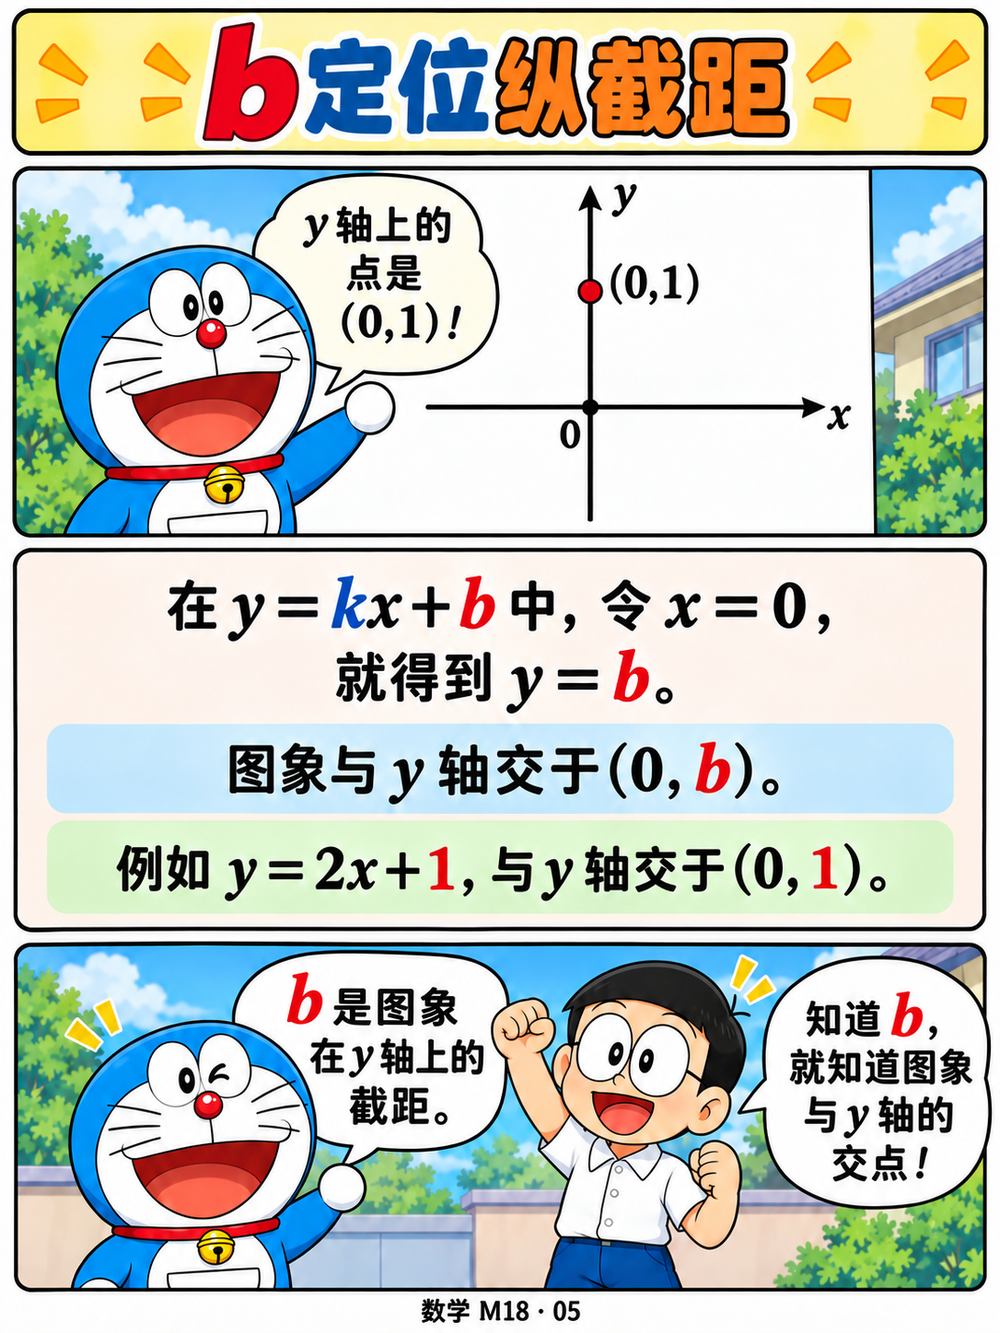 b定位纵截距
y轴上的
点是
(0,1)!
y
(0,1)
0
x
在y=kx+b中,令x=0,
就得到y=b。
图象与y轴交于(0,b)。
例如y=2x+1,与y轴交于(0,1)。
b是图象
在y轴上的
截距。
知道b,
就知道图象
与y轴的
交点!
数学 M18·05